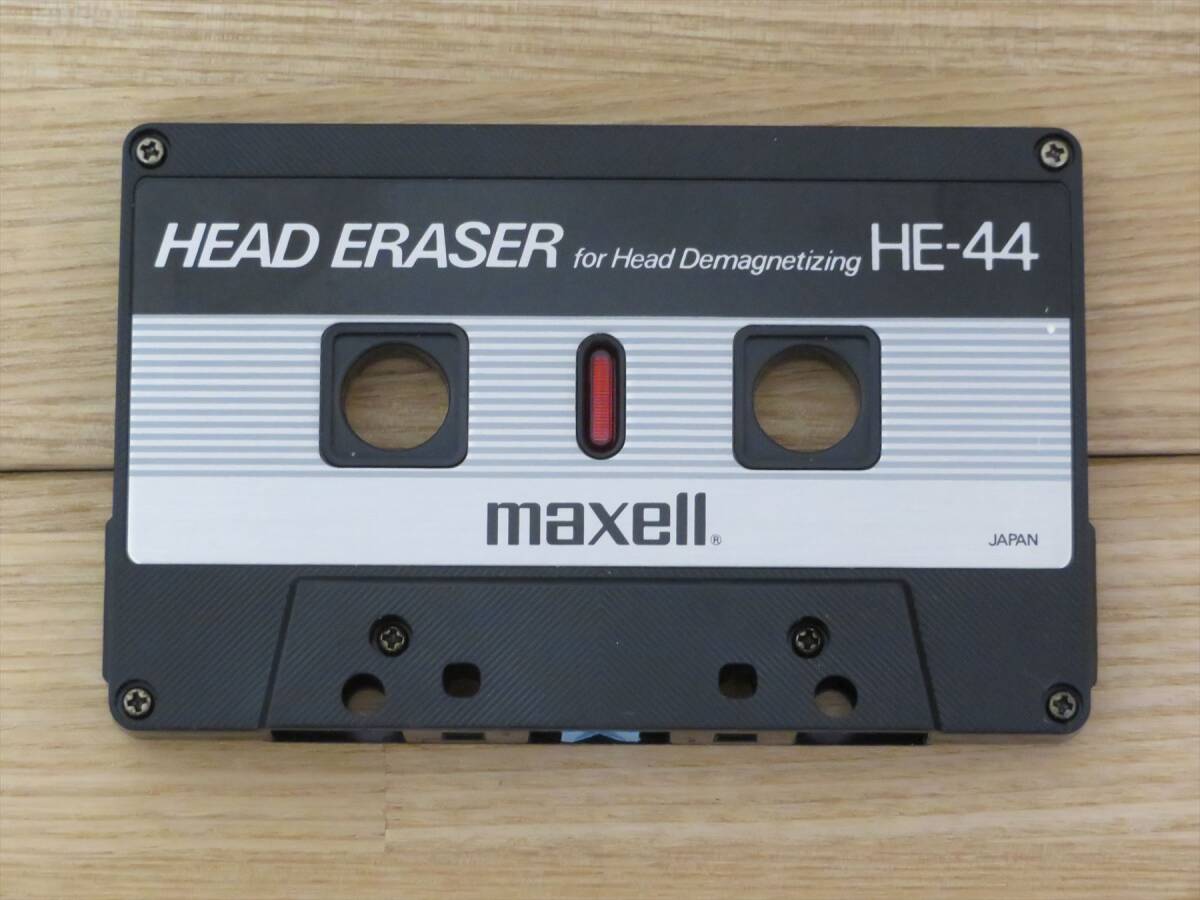 HEAD ERASER for Head Demagnetizing HE-44
maxell®
JAPAN